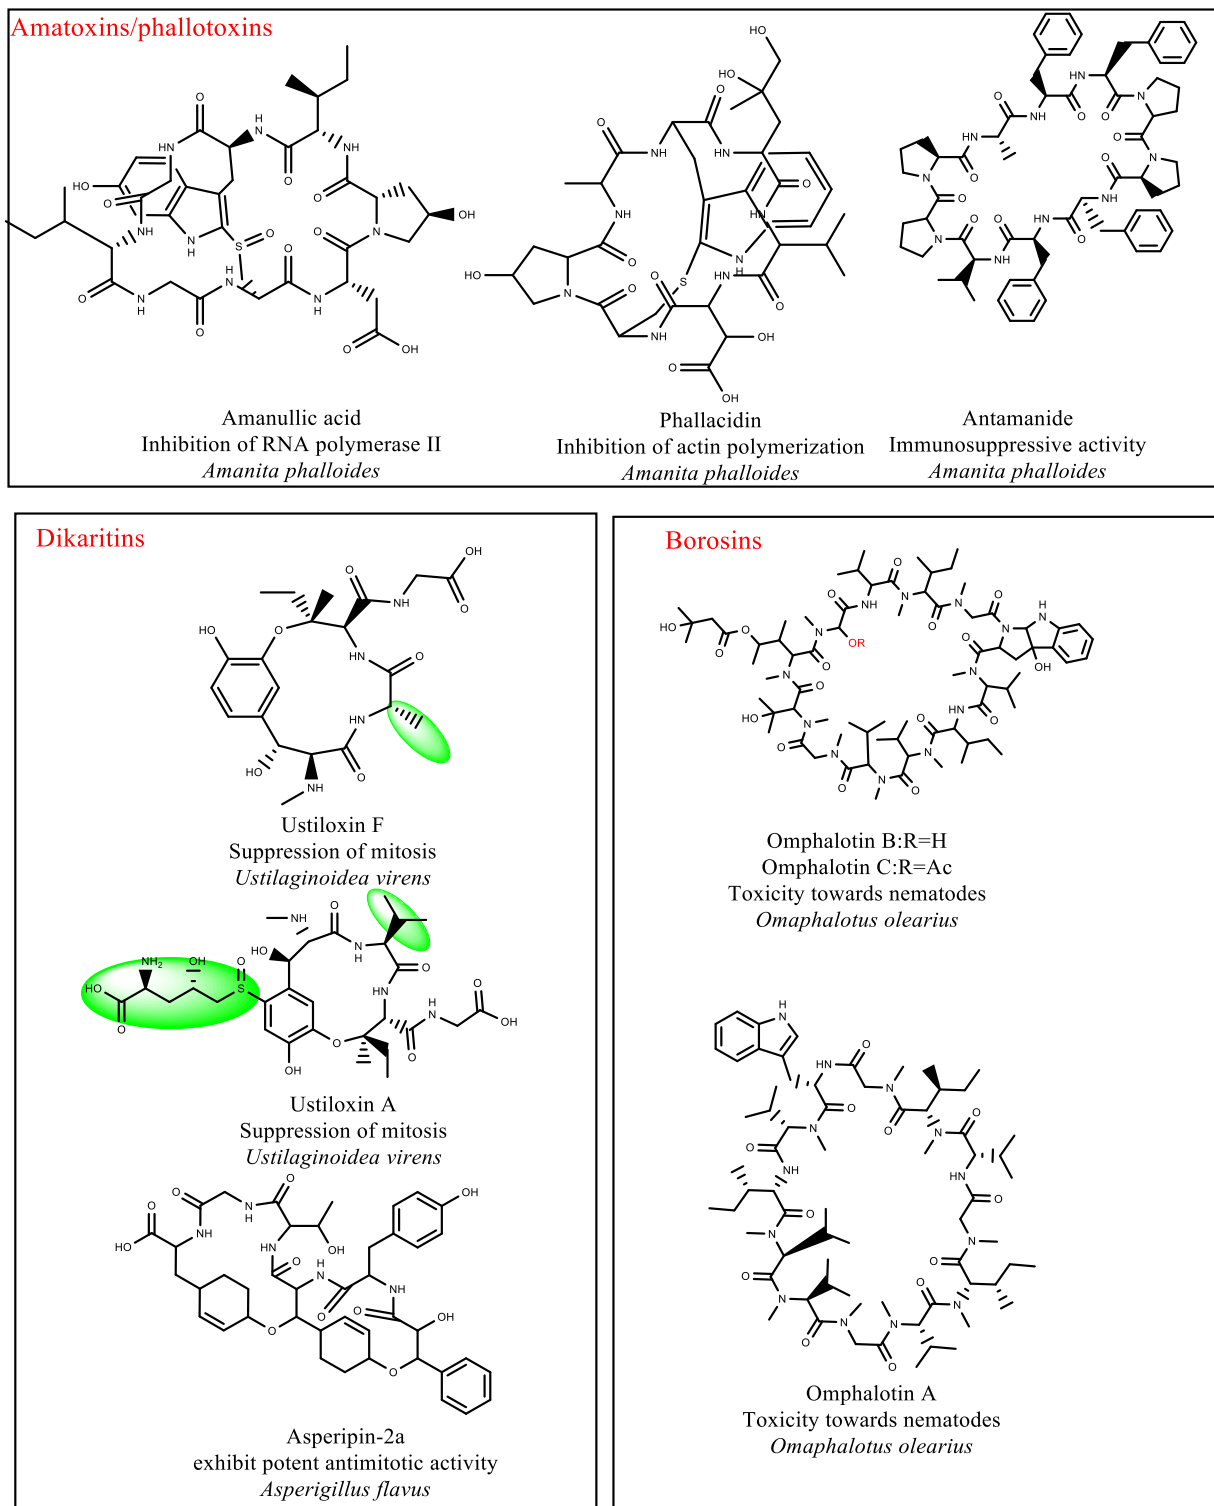 Amatoxins/phallotoxins
Amanullic acid
Inhibition of RNA polymerase II
Amanita phalloides
Phallacidin
Inhibition of actin polymerization
Amanita phalloides
Antamanide
Immunosuppressive activity
Amanita phalloides
Dikaritins
Ustiloxin F
Suppression of mitosis
Ustilaginoidea virens
Ustiloxin A
Suppression of mitosis
Ustilaginoidea virens
Asperipin-2a
exhibit potent antimitotic activity
Asperigillus flavus
Borosins
Omphalotin B:R=H
Omphalotin C:R=Ac
Toxicity towards nematodes
Omaphalotus olearius
Omphalotin A
Toxicity towards nematodes
Omaphalotus olearius